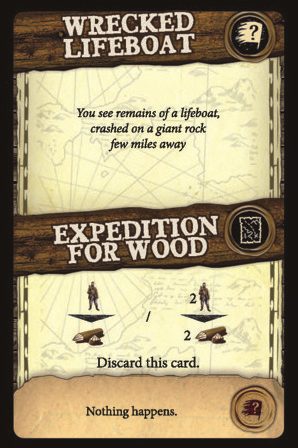 WRECKED
LIFEBOAT
?
You see remains of a lifeboat,
crashed on a giant rock
few miles away
EXPEDITION
FOR WOOD
/ 2
2
Discard this card.
Nothing happens.
?